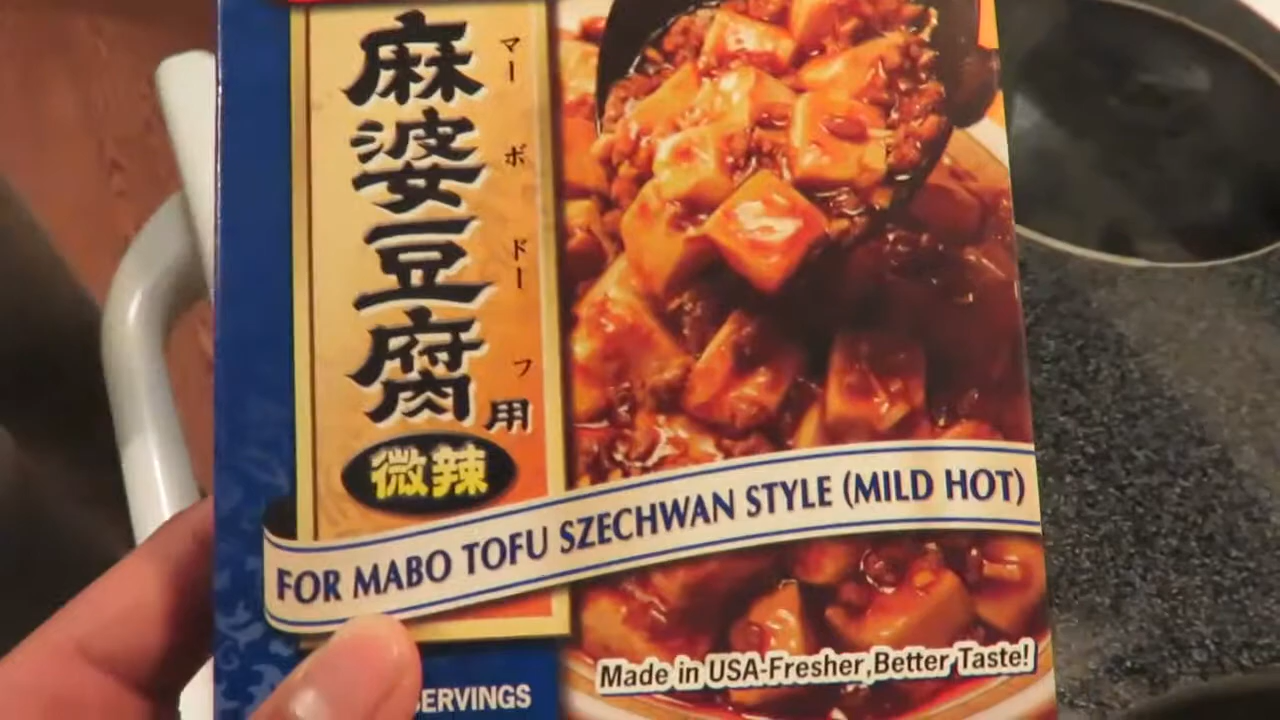 麻婆豆腐用
マーボドーフ
微辣
FOR MABO TOFU SZECHWAN STYLE (MILD HOT)
Made in USA-Fresher,Better Taste!
SERVINGS